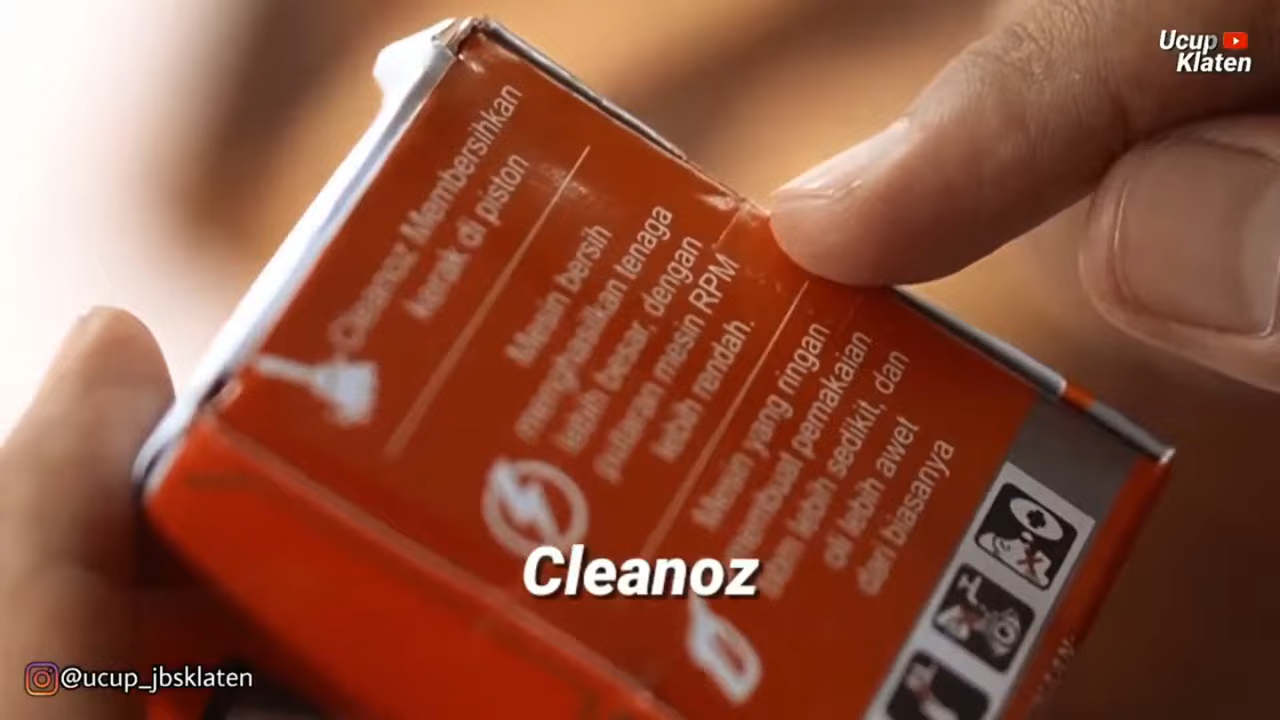 Ucup
Klaten
Cleanoz Membersihkan
kerak di piston
Mesin bersih
menghasilkan tenaga
lebih besar, dengan
putaran mesin RPM
lebih rendah.
Mesin yang ringan
membuat pemakaian
lebih sedikit, dan
oli lebih awet
dari biasanya
Cleanoz
@ucup_jbsklaten